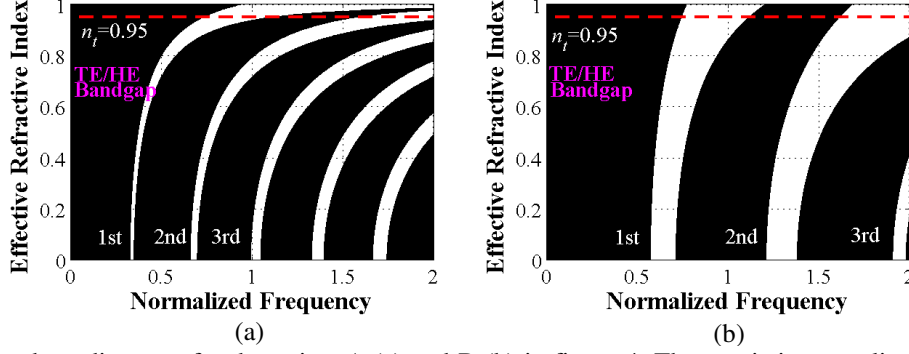 Effective Refractive Index
1
0.8
0.6
0.4
0.2
0
n_t=0.95
TE/HE
Bandgap
1st 2nd 3rd
0 0.5 1 1.5 2
Normalized Frequency
(a)
Effective Refractive Index
1
0.8
0.6
0.4
0.2
0
n_t=0.95
TE/HE
Bandgap
1st 2nd 3rd
0 0.5 1 1.5 2
Normalized Frequency
(b)